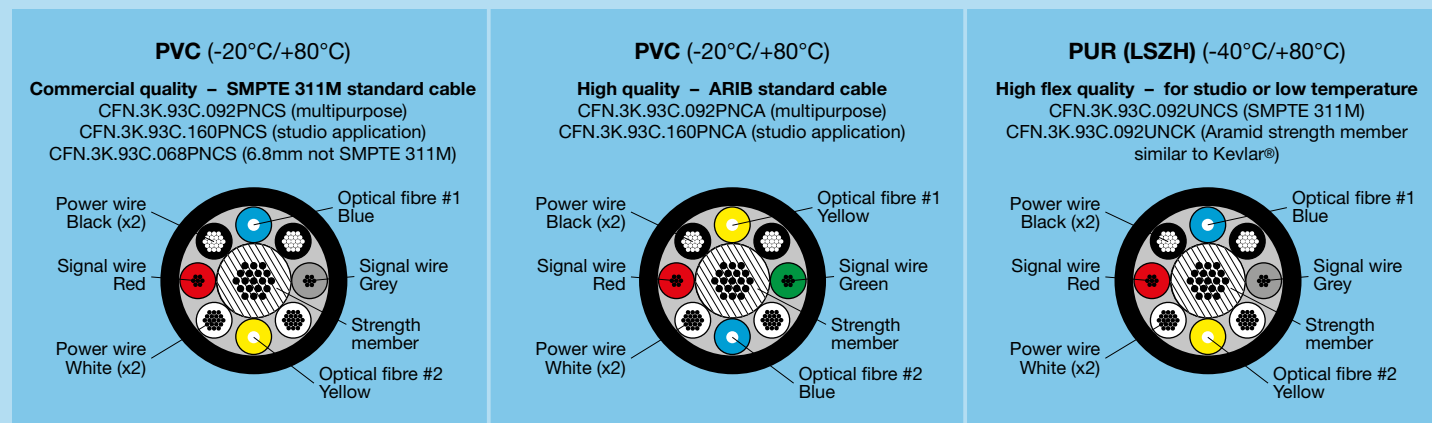 PVC (-20°C/+80°C)
Commercial quality – SMPTE 311M standard cable
CFN.3K.93C.092PNCS (multipurpose)
CFN.3K.93C.160PNCS (studio application)
CFN.3K.93C.068PNCS (6.8mm not SMPTE 311M)
Power wire
Black (x2)
Optical fibre #1
Blue
Signal wire
Red
Signal wire
Grey
Strength
member
Power wire
White (x2)
Optical fibre #2
Yellow
PVC (-20°C/+80°C)
High quality – ARIB standard cable
CFN.3K.93C.092PNCA (multipurpose)
CFN.3K.93C.160PNCA (studio application)
Power wire
Black (x2)
Optical fibre #1
Yellow
Signal wire
Red
Signal wire
Green
Strength
member
Power wire
White (x2)
Optical fibre #2
Blue
PUR (LSZH) (-40°C/+80°C)
High flex quality – for studio or low temperature
CFN.3K.93C.092UNCS (SMPTE 311M)
CFN.3K.93C.092UNCK (Aramid strength member
similar to Kevlar®)
Power wire
Black (x2)
Optical fibre #1
Blue
Signal wire
Red
Signal wire
Grey
Strength
member
Power wire
White (x2)
Optical fibre #2
Yellow